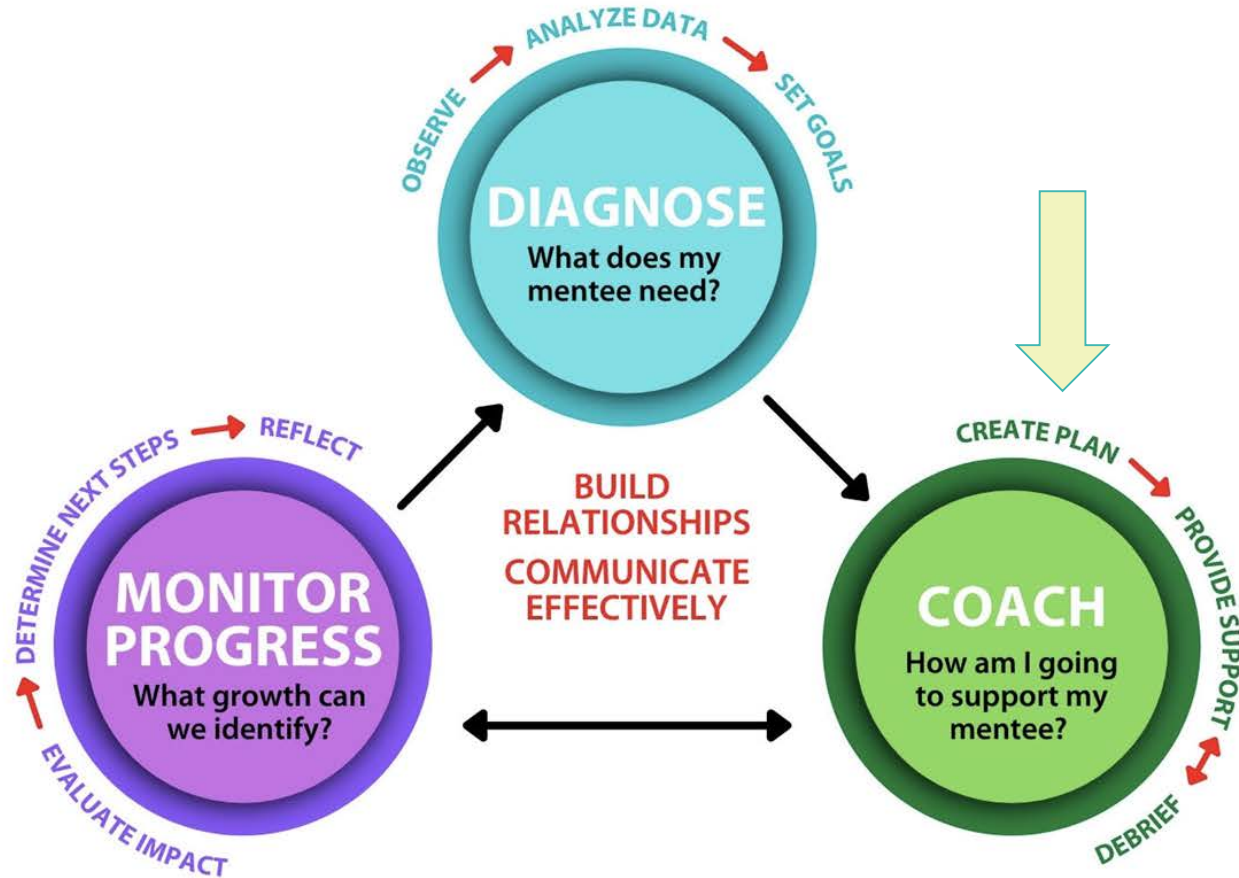 OBSERVE
ANALYZE DATA
SET GOALS
DIAGNOSE
What does my
mentee need?
CREATE PLAN
PROVIDE SUPPORT
DEBRIEF
COACH
How am I going
to support my
mentee?
EVALUATE IMPACT
DETERMINE NEXT STEPS
REFLECT
MONITOR
PROGRESS
What growth can
we identify?
BUILD
RELATIONSHIPS
COMMUNICATE
EFFECTIVELY